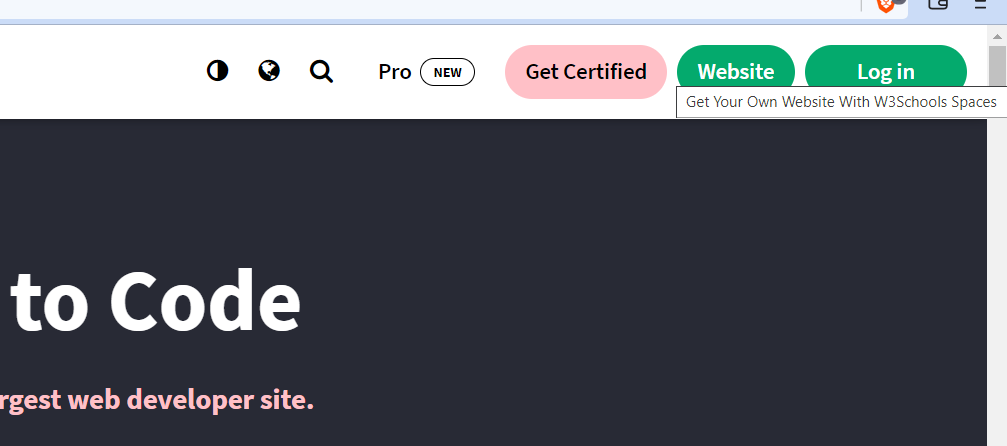 Pro NEW Get Certified Website Log in
Get Your Own Website With W3Schools Spaces
to Code
rgest web developer site.